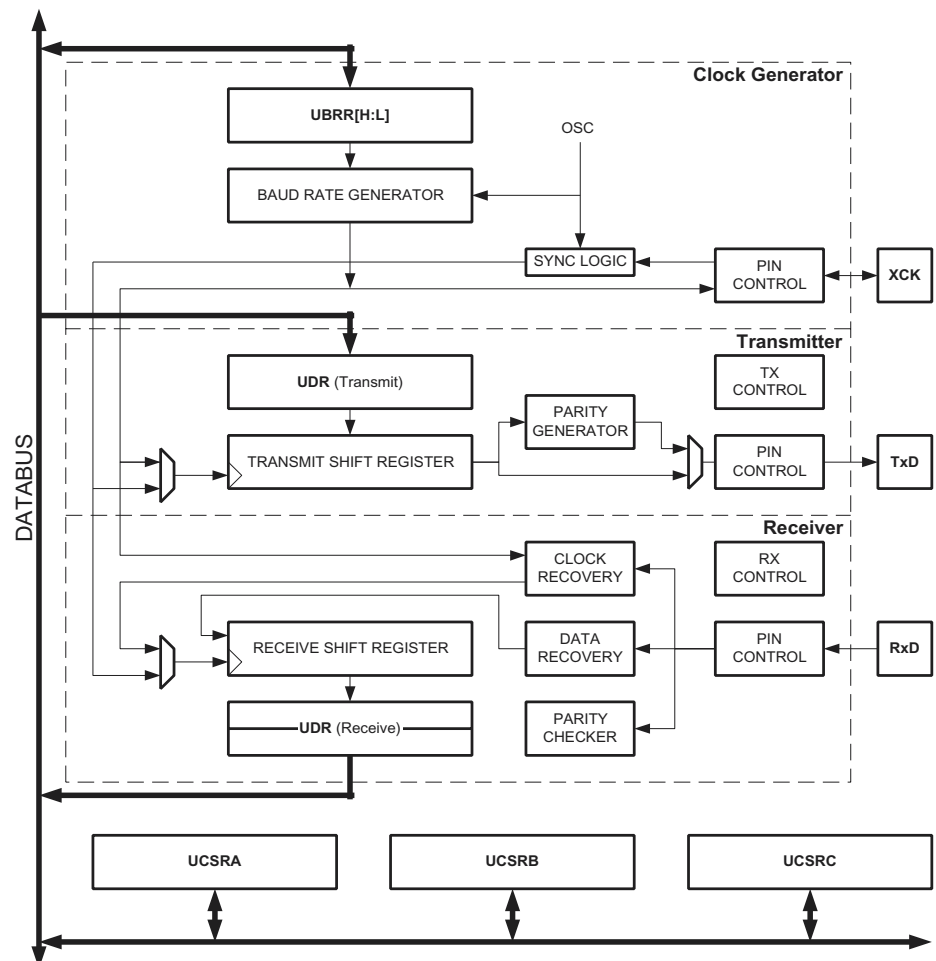 Clock Generator
UBRR[H:L]
OSC
BAUD RATE GENERATOR
SYNC LOGIC
PIN
CONTROL
XCK
Transmitter
UDR (Transmit)
TX
CONTROL
PARITY
GENERATOR
TRANSMIT SHIFT REGISTER
PIN
CONTROL
TxD
DATABUS
Receiver
CLOCK
RECOVERY
RX
CONTROL
RECEIVE SHIFT REGISTER
DATA
RECOVERY
PIN
CONTROL
RxD
UDR (Receive)
PARITY
CHECKER
UCSRA
UCSRB
UCSRC